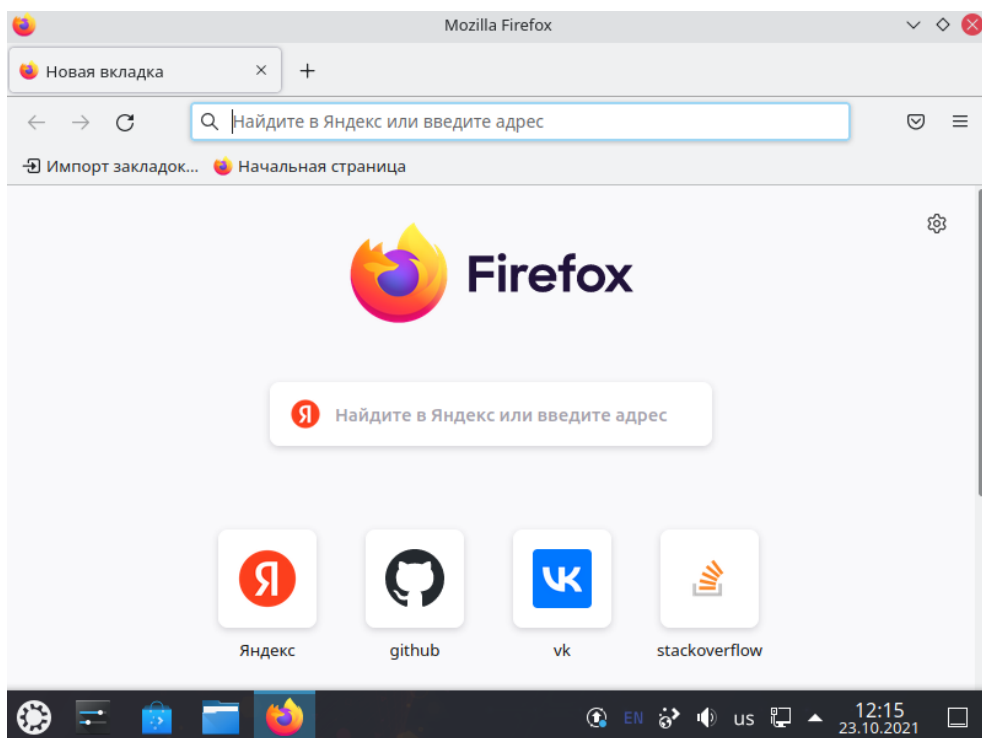 Mozilla Firefox
Новая вкладка
Найдите в Яндекс или введите адрес
Импорт закладок... Начальная страница
Firefox
Я Найдите в Яндекс или введите адрес
Я
Яндекс github vk stackoverflow
EN us 12:15
23.10.2021